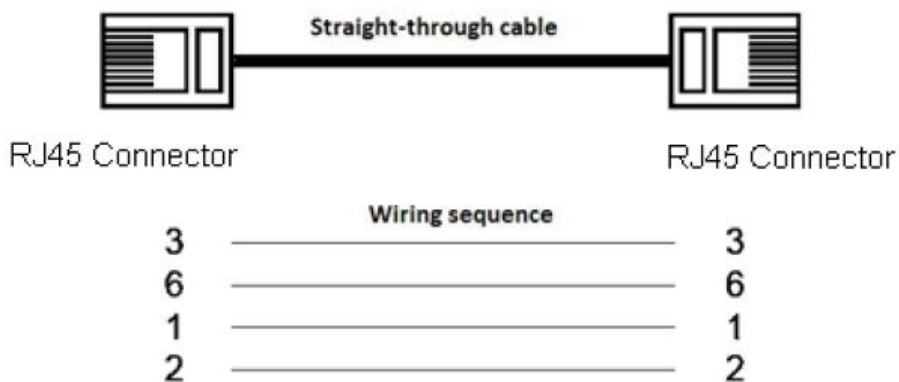 Straight-through cable
RJ45 Connector RJ45 Connector
Wiring sequence
3 3
6 6
1 1
2 2